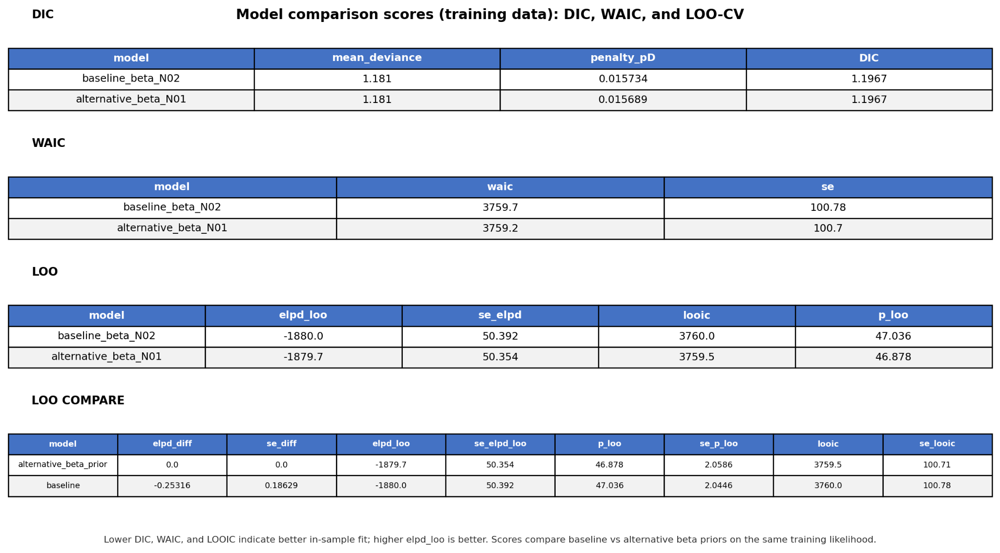 DIC
Model comparison scores (training data): DIC, WAIC, and LOO-CV
model mean_deviance penalty_pD DIC
baseline_beta_N02 1.181 0.015734 1.1967
alternative_beta_N01 1.181 0.015689 1.1967
WAIC
model waic se
baseline_beta_N02 3759.7 100.78
alternative_beta_N01 3759.2 100.7
LOO
model elpd_loo se_elpd looic p_loo
baseline_beta_N02 -1880.0 50.392 3760.0 47.036
alternative_beta_N01 -1879.7 50.354 3759.5 46.878
LOO COMPARE
model elpd_diff se_diff elpd_loo se_elpd_loo p_loo se_p_loo looic se_looic
alternative_beta_prior 0.0 0.0 -1879.7 50.354 46.878 2.0586 3759.5 100.71
baseline -0.25316 0.18629 -1880.0 50.392 47.036 2.0446 3760.0 100.78
Lower DIC, WAIC, and LOOIC indicate better in-sample fit; higher elpd_loo is better. Scores compare baseline vs alternative beta priors on the same training likelihood.